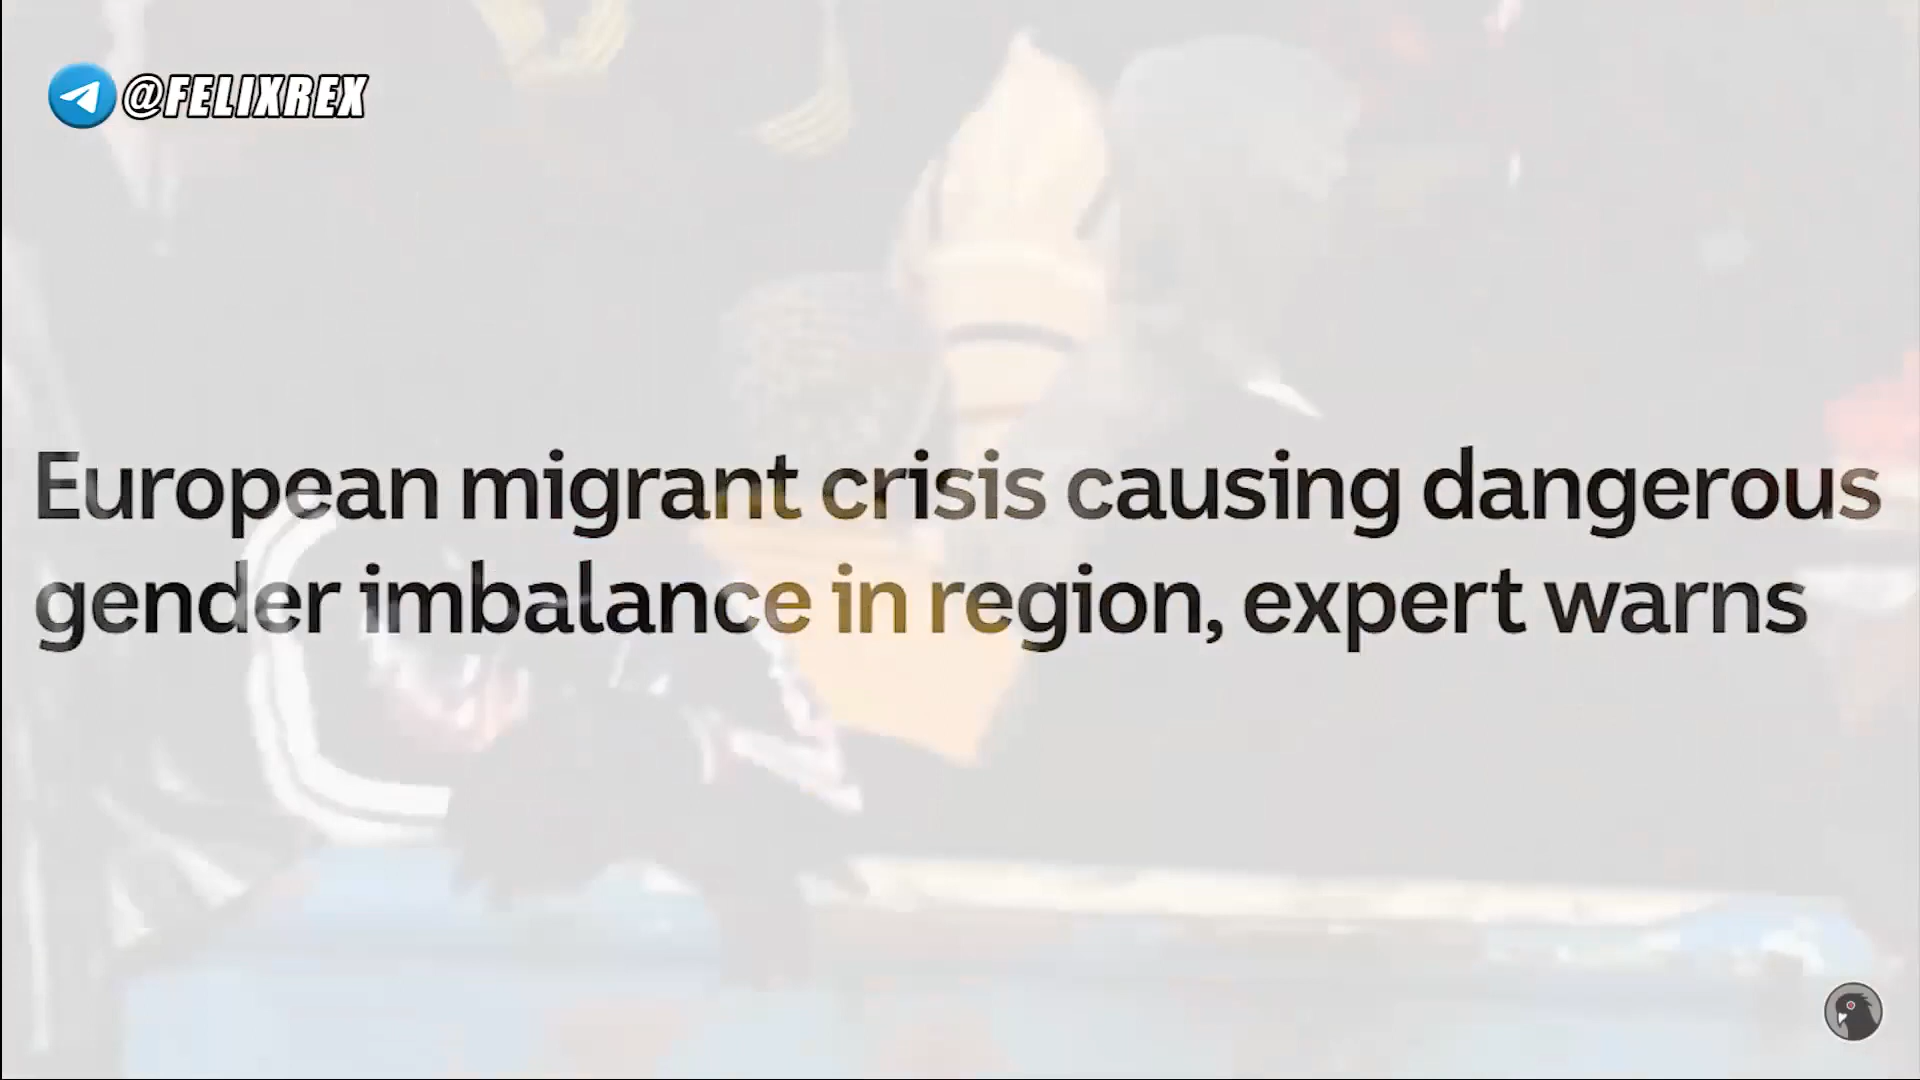 @FELIXREX
European migrant crisis causing dangerous
gender imbalance in region, expert warns